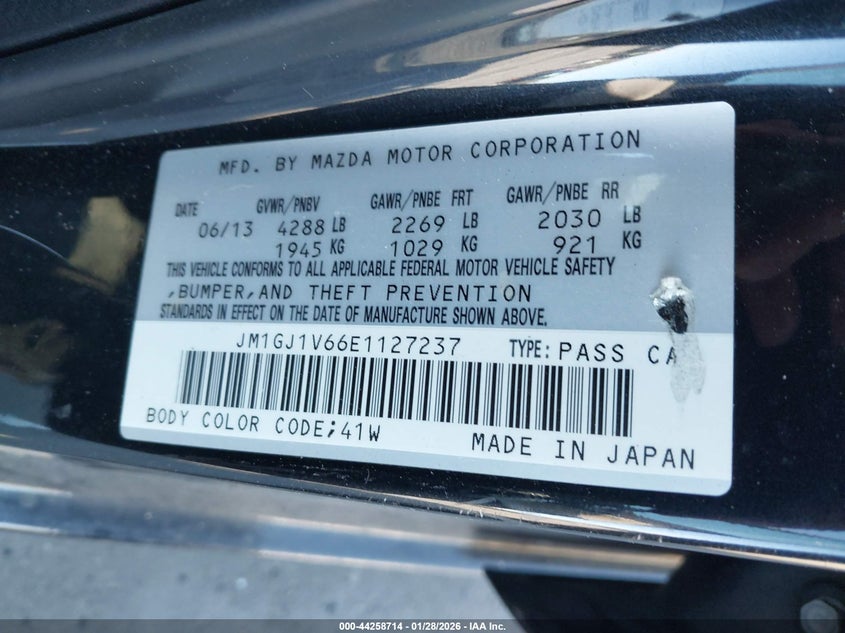 MFD. BY MAZDA MOTOR CORPORATION
DATE GVWR/PNBV GAWR/PNBE FRT GAWR/PNBE RR
06/13 4288 LB 2269 LB 2030 LB
1945 KG 1029 KG 921 KG
THIS VEHICLE CONFORMS TO ALL APPLICABLE FEDERAL MOTOR VEHICLE SAFETY
,BUMPER,AND THEFT PREVENTION
STANDARDS IN EFFECT ON THE DATE OF MANUFACTURE SHOWN ABOVE.
JM1GJ1V66E1127237 TYPE: PASS CA
BODY COLOR CODE;41W MADE IN JAPAN
000-44258714 - 01/28/2026 - IAA Inc.